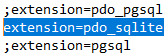 ;extension=pdo_pgsql
extension=pdo_sqlite
;extension=pgsql